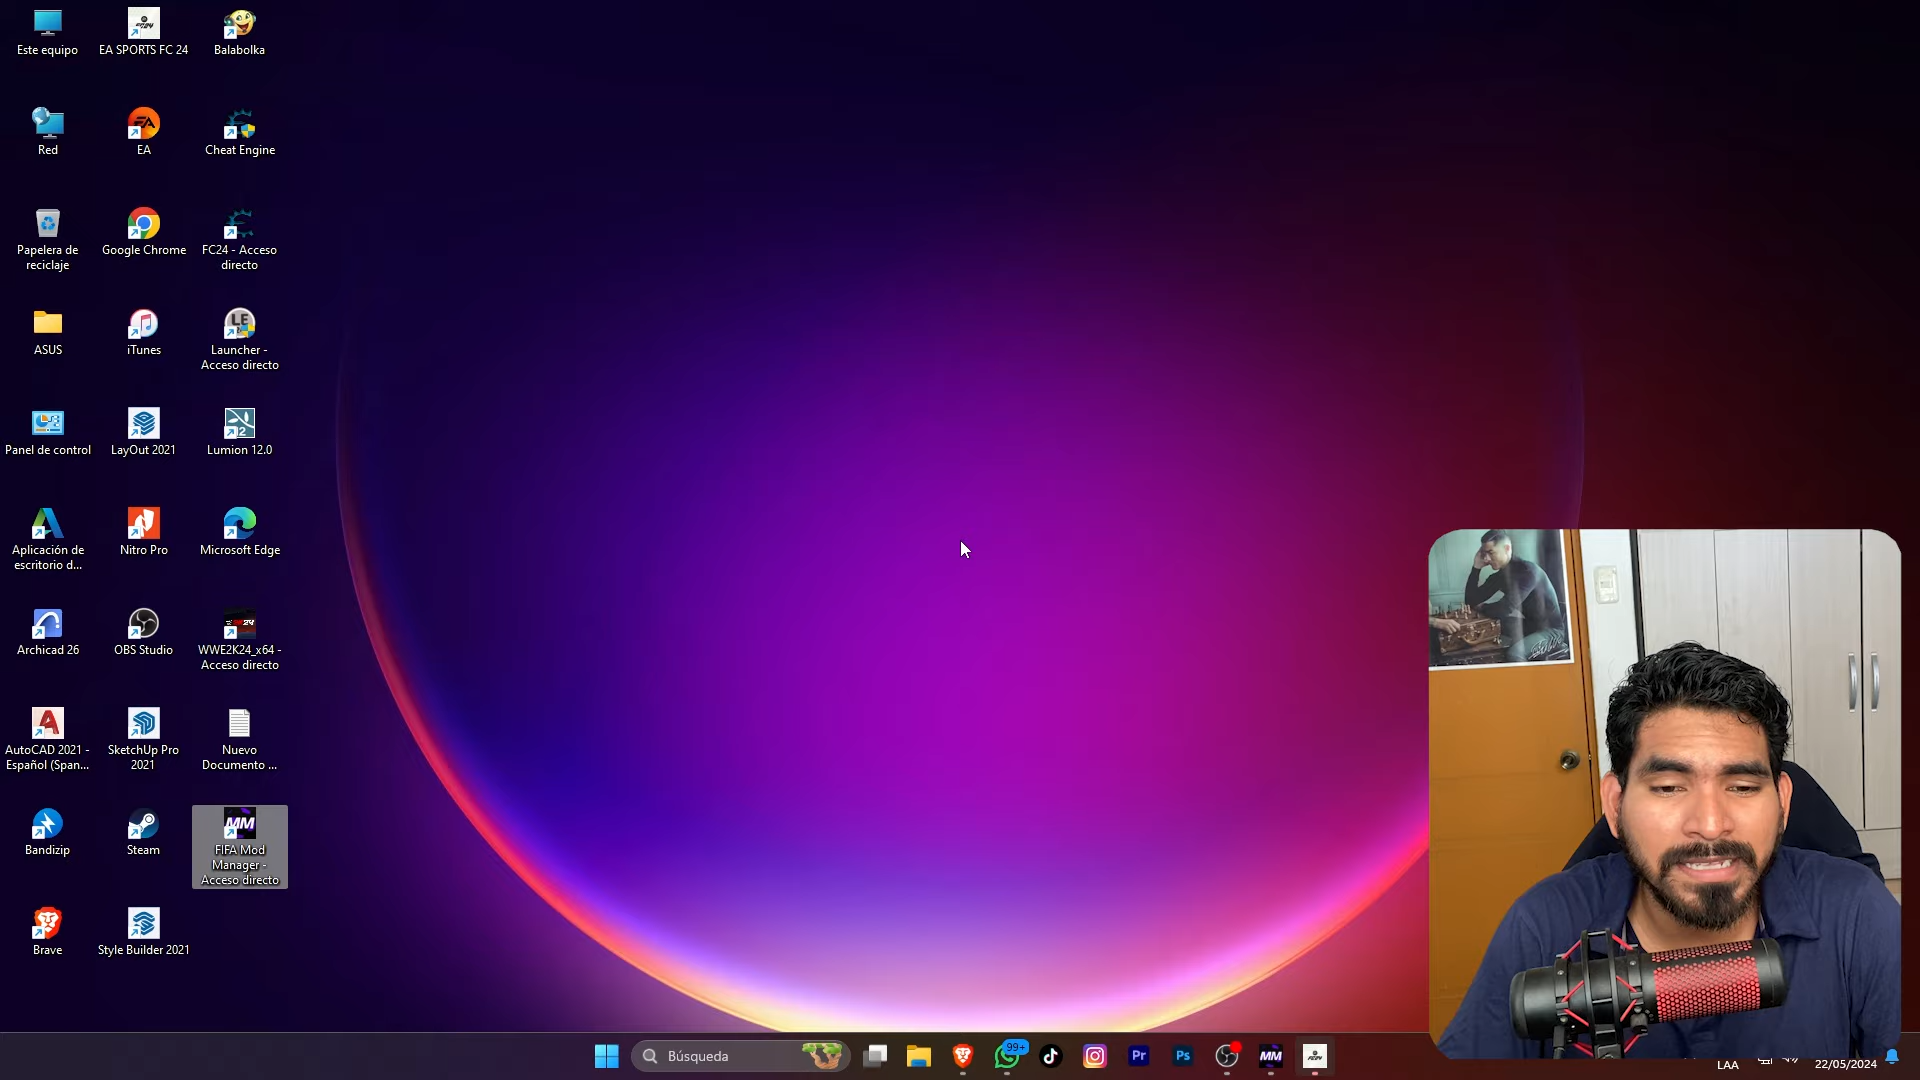 Este equipo
EA SPORTS FC 24
Balabolka
Red
EA
Cheat Engine
Papelera de
reciclaje
Google Chrome
FC24 - Acceso
directo
ASUS
iTunes
Launcher -
Acceso directo
Panel de control
LayOut 2021
Lumion 12.0
Aplicación de
escritorio d...
Nitro Pro
Microsoft Edge
Archicad 26
OBS Studio
WWE2K24_x64 -
Acceso directo
AutoCAD 2021 -
Español (Span...
SketchUp Pro
2021
Nuevo
Documento ...
Bandizip
Steam
MM
FIFA Mod
Manager -
Acceso directo
Brave
Style Builder 2021
Búsqueda
99+
Pr
Ps
MM
LAA
22/05/2024